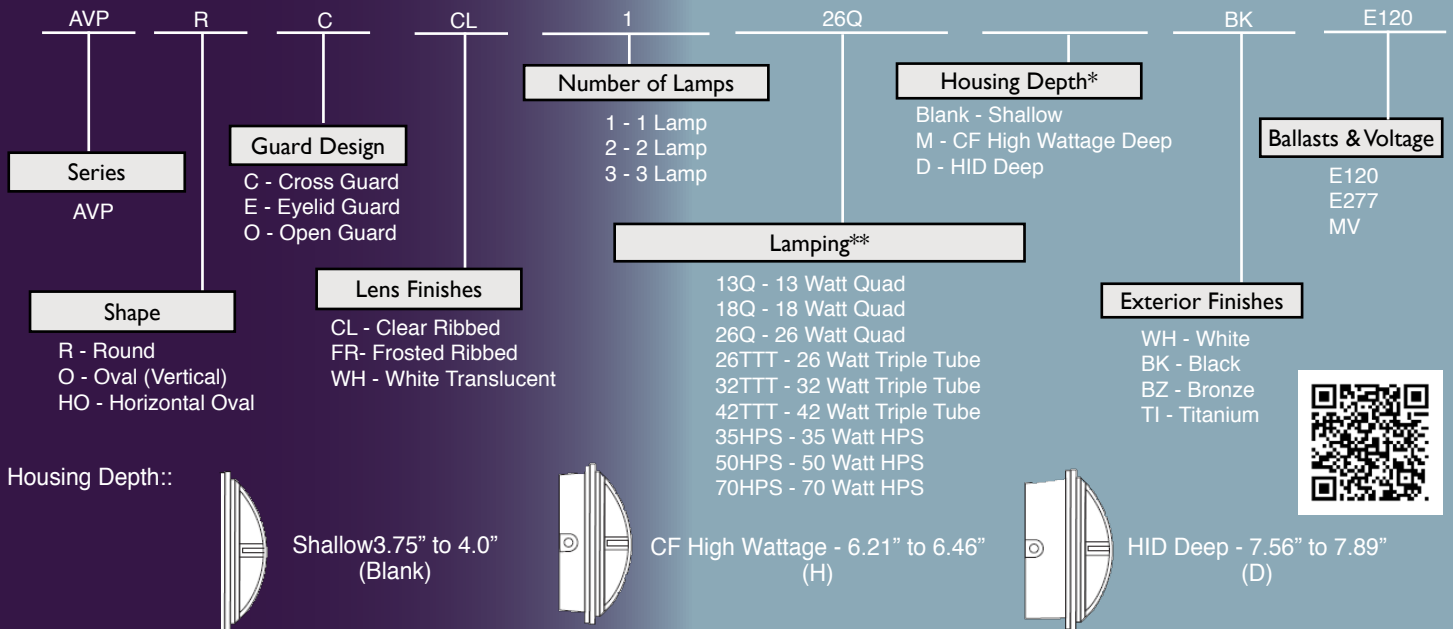 AVP R C CL 1 26Q BK E120
Series
AVP
Shape
R - Round
O - Oval (Vertical)
HO - Horizontal Oval
Guard Design
C - Cross Guard
E - Eyelid Guard
O - Open Guard
Lens Finishes
CL - Clear Ribbed
FR- Frosted Ribbed
WH - White Translucent
Number of Lamps
1 - 1 Lamp
2 - 2 Lamp
3 - 3 Lamp
Lamping**
13Q - 13 Watt Quad
18Q - 18 Watt Quad
26Q - 26 Watt Quad
26TTT - 26 Watt Triple Tube
32TTT - 32 Watt Triple Tube
42TTT - 42 Watt Triple Tube
35HPS - 35 Watt HPS
50HPS - 50 Watt HPS
70HPS - 70 Watt HPS
Housing Depth*
Blank - Shallow
M - CF High Wattage Deep
D - HID Deep
Exterior Finishes
WH - White
BK - Black
BZ - Bronze
TI - Titanium
Ballasts & Voltage
E120
E277
MV
Housing Depth::
Shallow3.75” to 4.0”
(Blank)
CF High Wattage - 6.21” to 6.46”
(H)
HID Deep - 7.56” to 7.89”
(D)